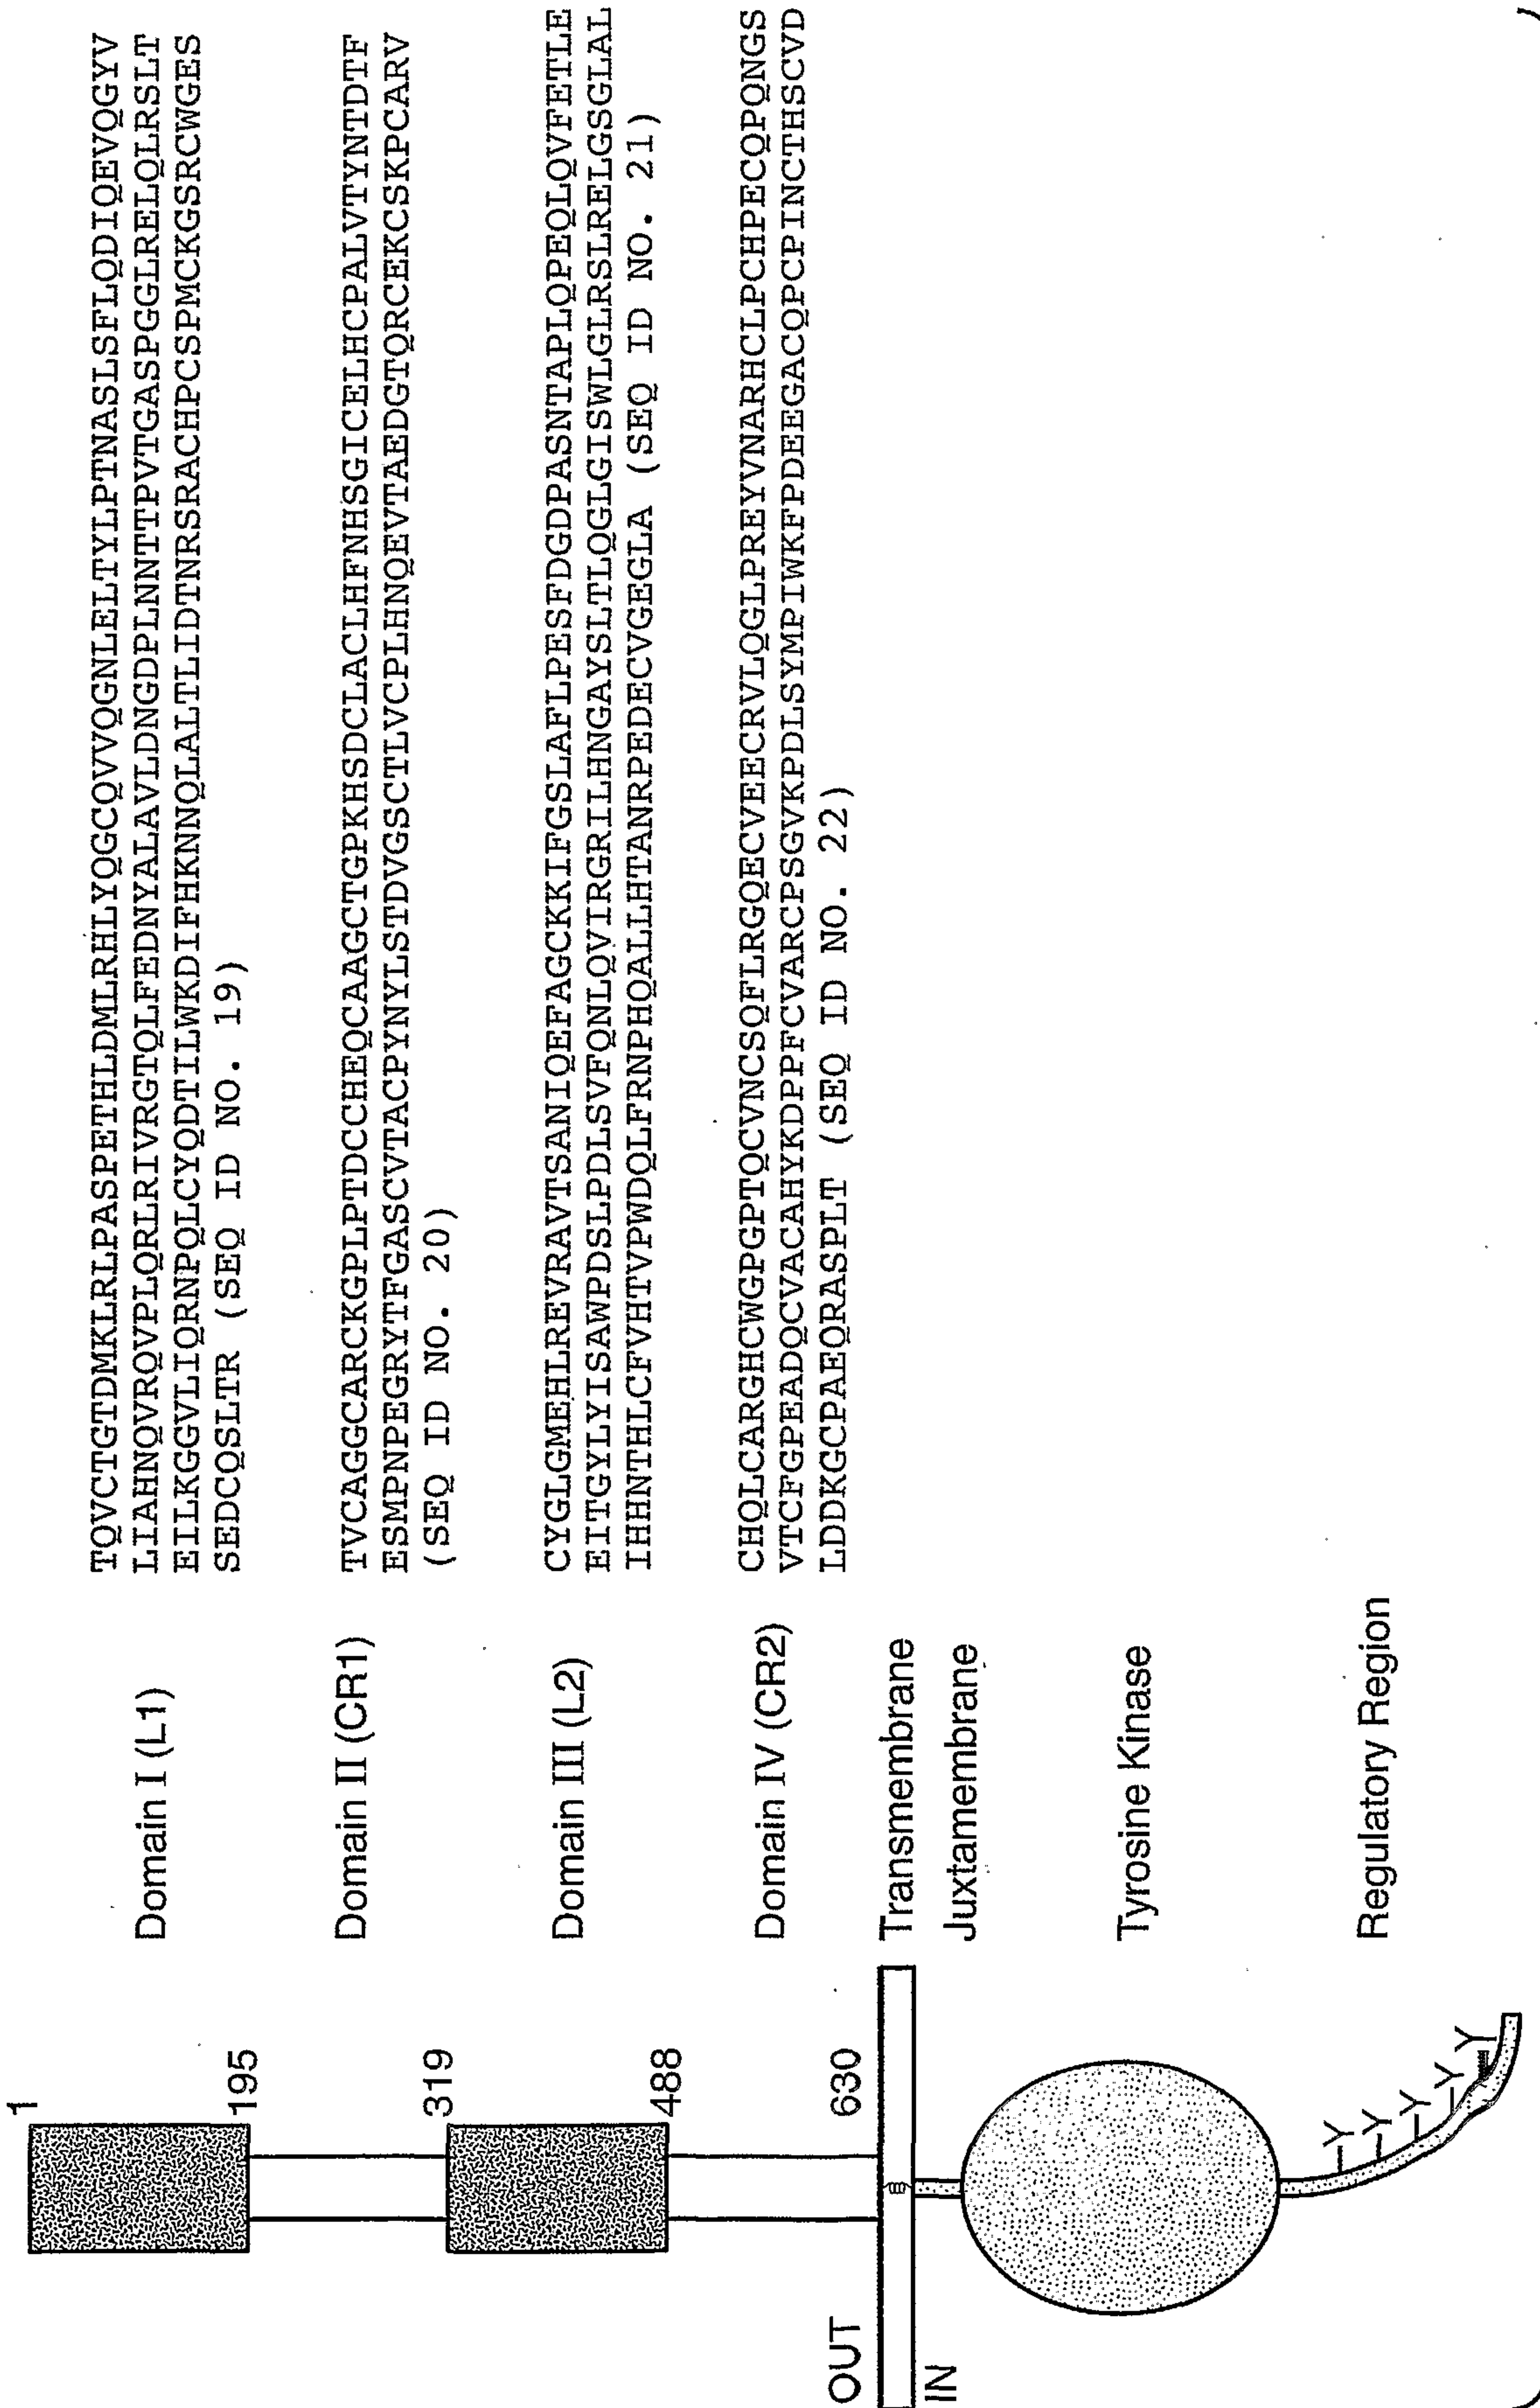 1
195
319
488
630
OUT
IN
Domain I (L1)
TQVCTGTDMKLRLPASPETHLDMLRHLYQGCQVVQGNLELTYLPTNASLSFLQDIQEVQGYV
LIAHNQVRQVPLQRLRIVRGTQLFEDNYALAVLDNGDPLNNTTPVTGASPGGLRELQLRSLT
EILKGGVLIQRNPQLCYQDTILWKDIFHKNNQLALTLIDTNRSRACHPCSPMCKGSRCWGES
SEDCQSLTR (SEQ ID NO. 19)
Domain II (CR1)
TVCAGGCARCKGPLPTDCCHEQCAAGCTGPKHSDCLACLHFNHSGICELHCPALVTYNTDTF
ESMPNPEGRYTFGASCVTACPYNYLSTDVGSCTLVCPLHNQEVTAEDGTQRCEKCSKPCARV
(SEQ ID NO. 20)
Domain III (L2)
CYGLGMEHLREVRAVTSANIQEFAGCKKIFGSLAFLPESFDGDPASNTAPLQPEQLQVFETLE
EITGYLYISAWPDSLPDLSVFQNLQVIRGRILHNGAYSLTLQGLGISWLGLRSLRELGSGLAL
IHHNTHLCFVHTVPWDQLFRNPHQALLHTANRPEDECVGEGLA (SEQ ID NO. 21)
Domain IV (CR2)
CHQLCARGHCWGPGPTQCVNCSQFLRGQECVEECRVLQGLPREYVNARHCLPCHPECQPQNGS
VTCFGPEADQCVACAHYKDPPFCVARCPSGVKPDLSYMPIWKFPDEEGACQPCPINCTHSCVD
LDDKGCPAEQRASPLT (SEQ ID NO. 22)
Transmembrane
Juxtamembrane
Tyrosine Kinase
Regulatory Region
Y
Y
Y
Y
Y